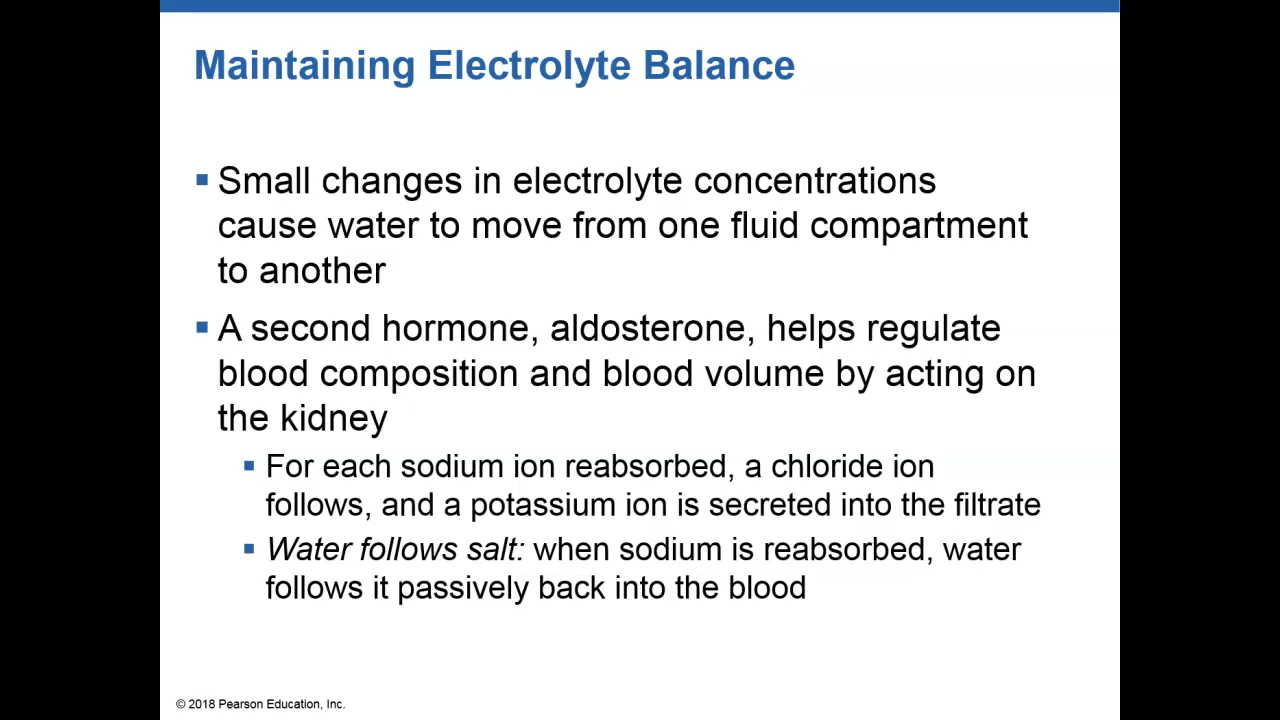 Maintaining Electrolyte Balance
▪ Small changes in electrolyte concentrations
cause water to move from one fluid compartment
to another
▪ A second hormone, aldosterone, helps regulate
blood composition and blood volume by acting on
the kidney
▪ For each sodium ion reabsorbed, a chloride ion
follows, and a potassium ion is secreted into the filtrate
▪ Water follows salt: when sodium is reabsorbed, water
follows it passively back into the blood
© 2018 Pearson Education, Inc.